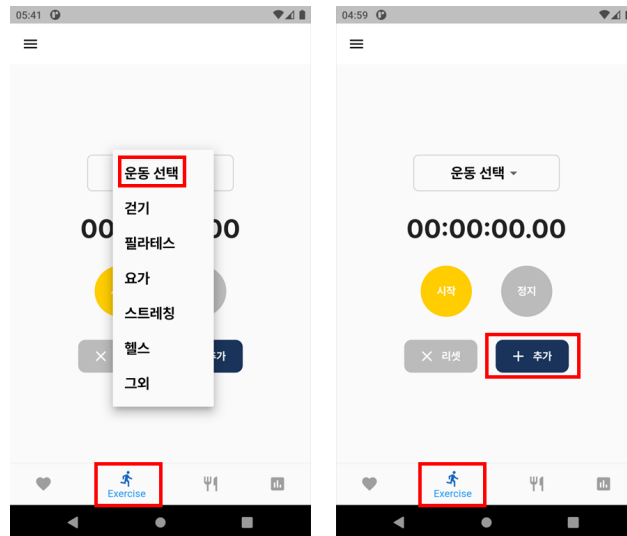 05:41
운동 선택
걷기
00 00
필라테스
요가
스트레칭
헬스
추가
그외
Exercise
04:59
운동 선택
00:00:00.00
시작 정지
리셋 + 추가
Exercise